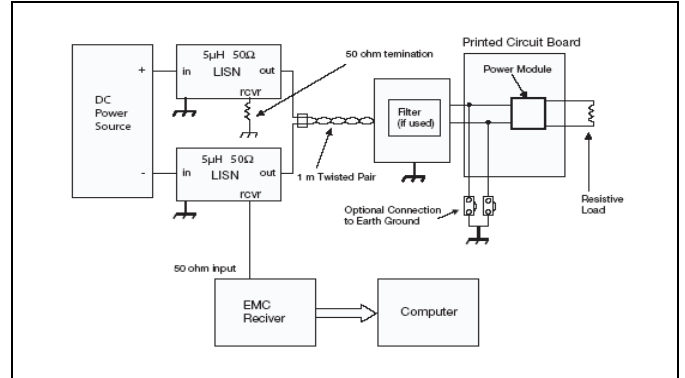 Printed Circuit Board
50 ohm temination
5μH 50Ω
LISN
in
out
rcvr
+
Power Module
DC
Power
Source
Filter
(if used)
5μH 50Ω
LISN
in
out
rcvr
-
1 m Twisted Pair
Optional Connection
to Earth Ground
Resistive
Load
50 ohm input
EMC
Reciver
Computer